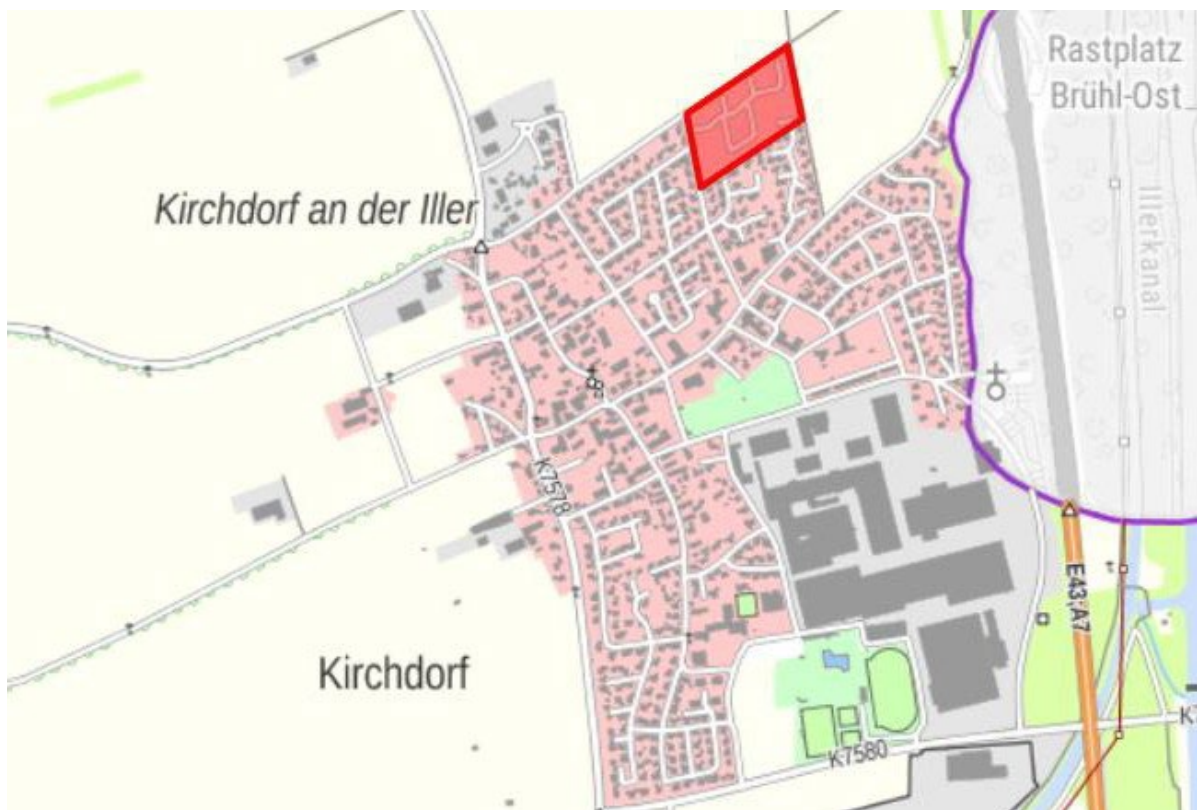 Rastplatz
Brühl-Ost
Illerkanal
Kirchdorf an der Iller
K7578
E43;A7
Kirchdorf
K7580